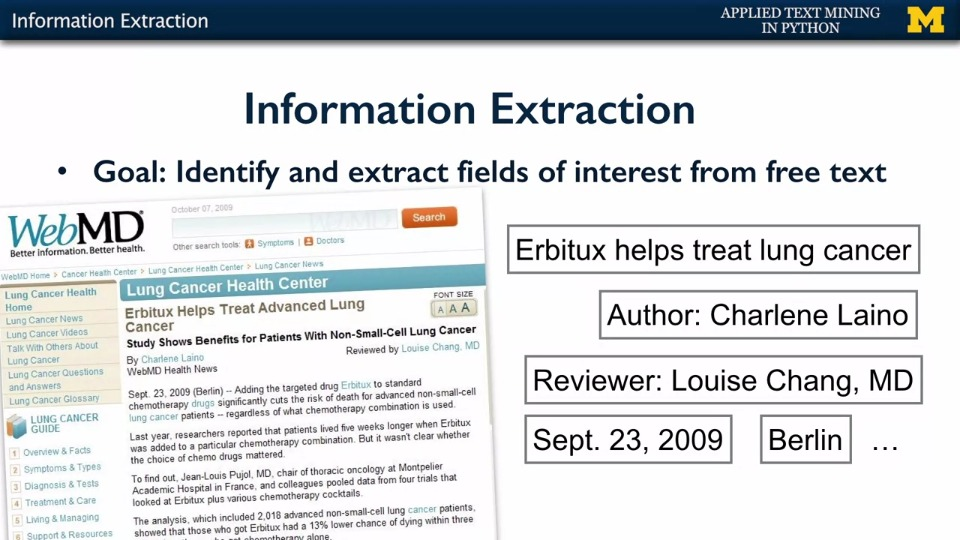 Information Extraction
APPLIED TEXT MINING
IN PYTHON
M
Information Extraction
• Goal: Identify and extract fields of interest from free text
WebMD
Better information. Better health.
October 07, 2009
Search
Other search tools: Symptoms | Doctors
WebMD Home > Cancer Health Center > Lung Cancer Health Center > Lung Cancer News
Lung Cancer Health
Home
Lung Cancer News
Lung Cancer Videos
Talk With Others About
Lung Cancer
Lung Cancer Questions
and Answers
Lung Cancer Glossary
LUNG CANCER
GUIDE
1 Overview & Facts
2 Symptoms & Types
3 Diagnosis & Tests
4 Treatment & Care
5 Living & Managing
6 Support & Resources
Lung Cancer Health Center
Erbitux Helps Treat Advanced Lung
Cancer
FONT SIZE
A A A
Study Shows Benefits for Patients With Non-Small-Cell Lung Cancer
By Charlene Laino
WebMD Health News
Reviewed by Louise Chang, MD
Sept. 23, 2009 (Berlin) -- Adding the targeted drug Erbitux to standard
chemotherapy drugs significantly cuts the risk of death for advanced non-small-cell
lung cancer patients -- regardless of what chemotherapy combination is used.
Last year, researchers reported that patients lived five weeks longer when Erbitux
was added to a particular chemotherapy combination. But it wasn't clear whether
the choice of chemo drugs mattered.
To find out, Jean-Louis Pujol, MD, chair of thoracic oncology at Montpelier
Academic Hospital in France, and colleagues pooled data from four trials that
looked at Erbitux plus various chemotherapy cocktails.
The analysis, which included 2,018 advanced non-small-cell lung cancer patients,
showed that those who got Erbitux had a 13% lower chance of dying within three
chemotherapy alone.
Erbitux helps treat lung cancer
Author: Charlene Laino
Reviewer: Louise Chang, MD
Sept. 23, 2009
Berlin …